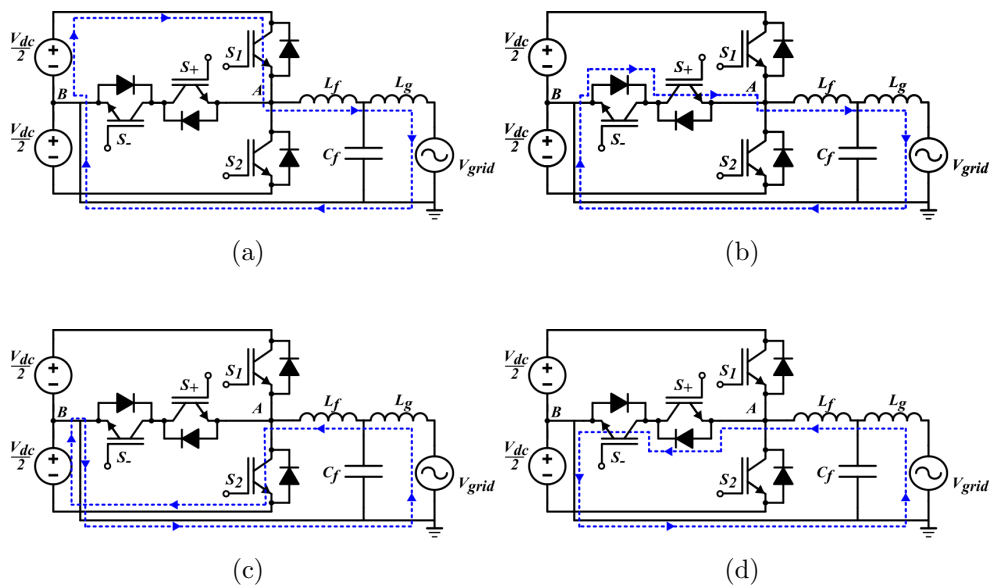 Vdc/2 S1 S+ Lf Lg
B A
Vdc/2 S- S2 Cf Vgrid
(a)
Vdc/2 S1 S+ Lf Lg
B A
Vdc/2 S- S2 Cf Vgrid
(b)
Vdc/2 S1 S+ Lf Lg
B A
Vdc/2 S- S2 Cf Vgrid
(c)
Vdc/2 S1 S+ Lf Lg
B A
Vdc/2 S- S2 Cf Vgrid
(d)